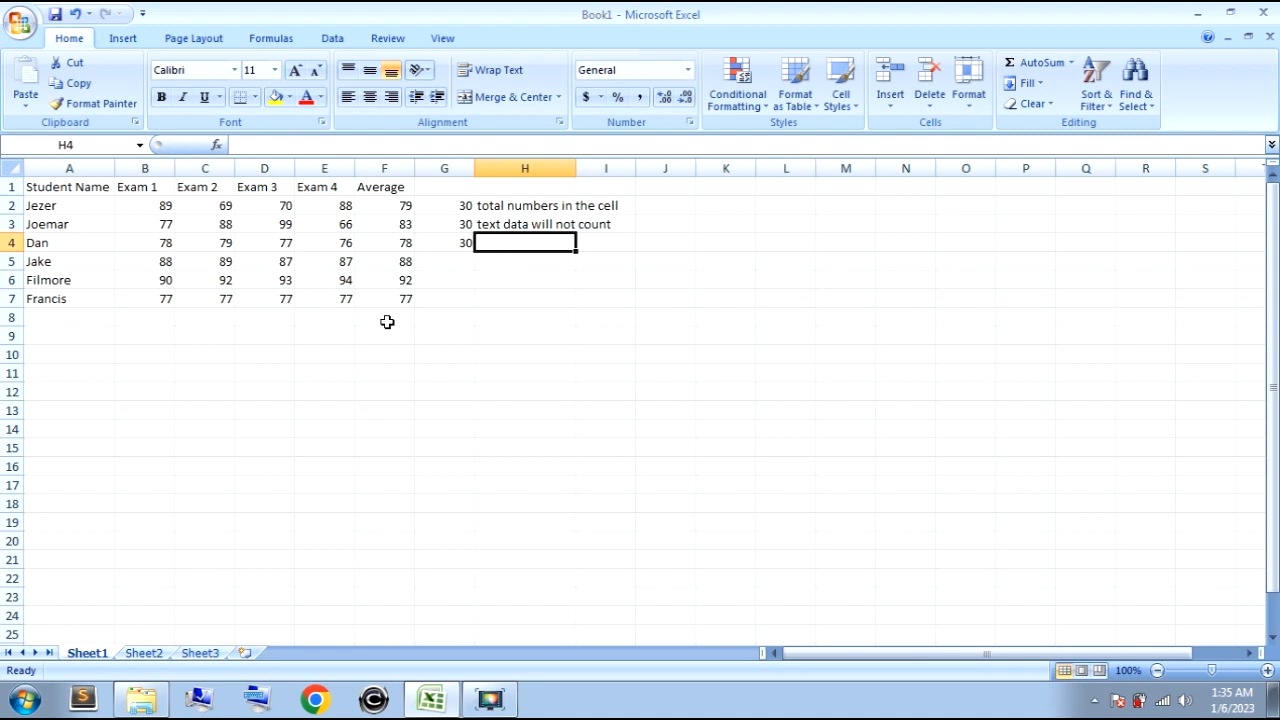 Book1 - Microsoft Excel
Home Insert Page Layout Formulas Data Review View
Paste Cut Copy Format Painter Clipboard
Calibri 11 B I U A Font
Wrap Text Merge & Center Alignment
General $ % , Number
Conditional Formatting Format as Table Cell Styles Styles
Insert Delete Format Cells
Σ AutoSum Fill Clear Sort & Filter Find & Select Editing
H4 fx
A B C D E F G H I J K L M N O P Q R S
1 Student Name Exam 1 Exam 2 Exam 3 Exam 4 Average
2 Jezer 89 69 70 88 79 30 total numbers in the cell
3 Joemar 77 88 99 66 83 30 text data will not count
4 Dan 78 79 77 76 78 30
5 Jake 88 89 87 87 88
6 Filmore 90 92 93 94 92
7 Francis 77 77 77 77 77
8
9
10
11
12
13
14
15
16
17
18
19
20
21
22
23
24
25
Sheet1 Sheet2 Sheet3
Ready 100%
1:35 AM
1/6/2023